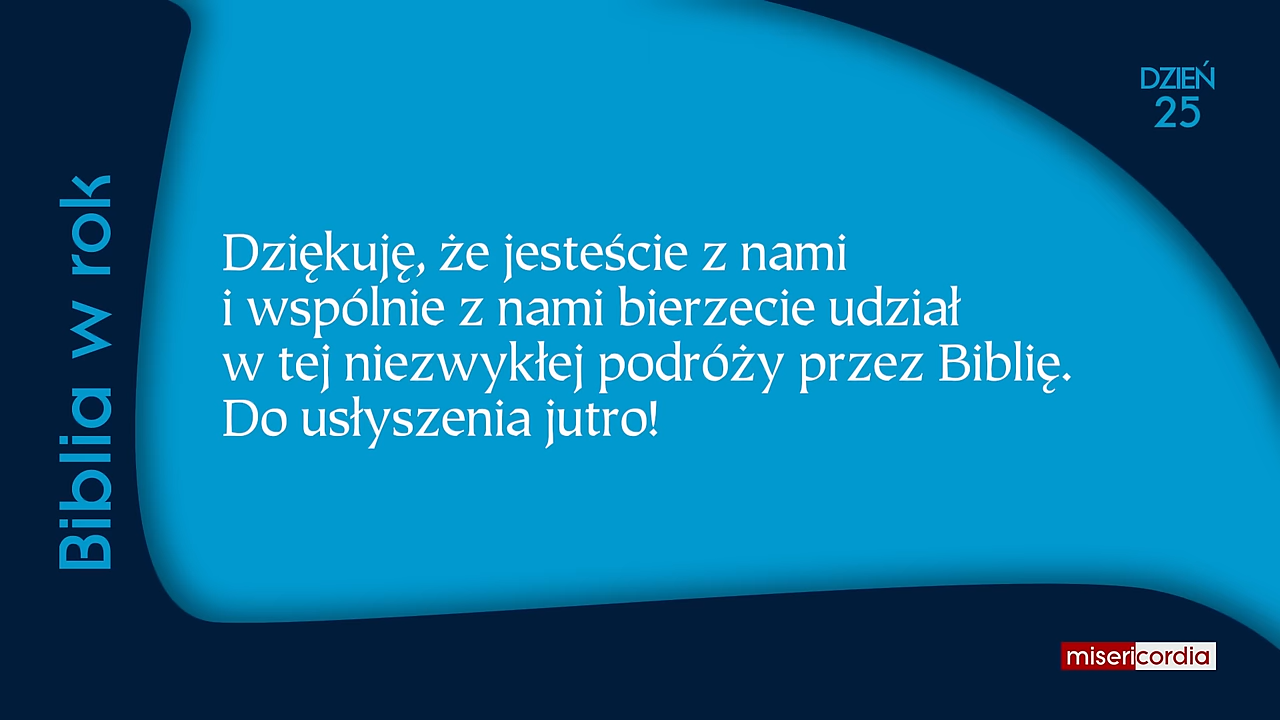 Biblia w rok
DZIEŃ
25
Dziękuję, że jesteście z nami
i wspólnie z nami bierzecie udział
w tej niezwykłej podróży przez Biblię.
Do usłyszenia jutro!
misericordia